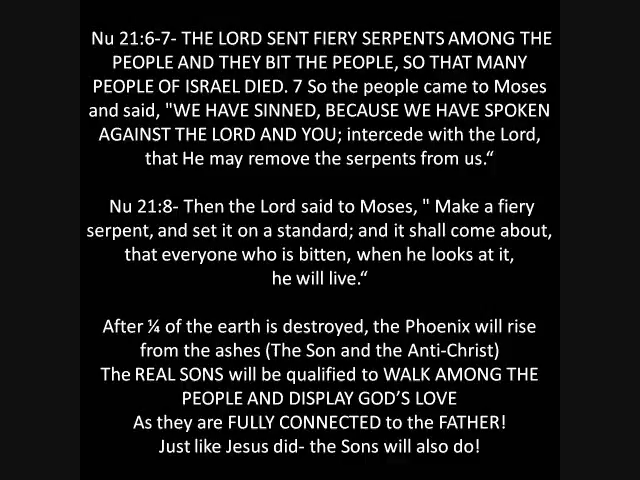 Nu 21:6-7- THE LORD SENT FIERY SERPENTS AMONG THE
PEOPLE AND THEY BIT THE PEOPLE, SO THAT MANY
PEOPLE OF ISRAEL DIED. 7 So the people came to Moses
and said, "WE HAVE SINNED, BECAUSE WE HAVE SPOKEN
AGAINST THE LORD AND YOU; intercede with the Lord,
that He may remove the serpents from us.“
Nu 21:8- Then the Lord said to Moses, " Make a fiery
serpent, and set it on a standard; and it shall come about,
that everyone who is bitten, when he looks at it,
he will live.“
After ¼ of the earth is destroyed, the Phoenix will rise
from the ashes (The Son and the Anti-Christ)
The REAL SONS will be qualified to WALK AMONG THE
PEOPLE AND DISPLAY GOD’S LOVE
As they are FULLY CONNECTED to the FATHER!
Just like Jesus did- the Sons will also do!